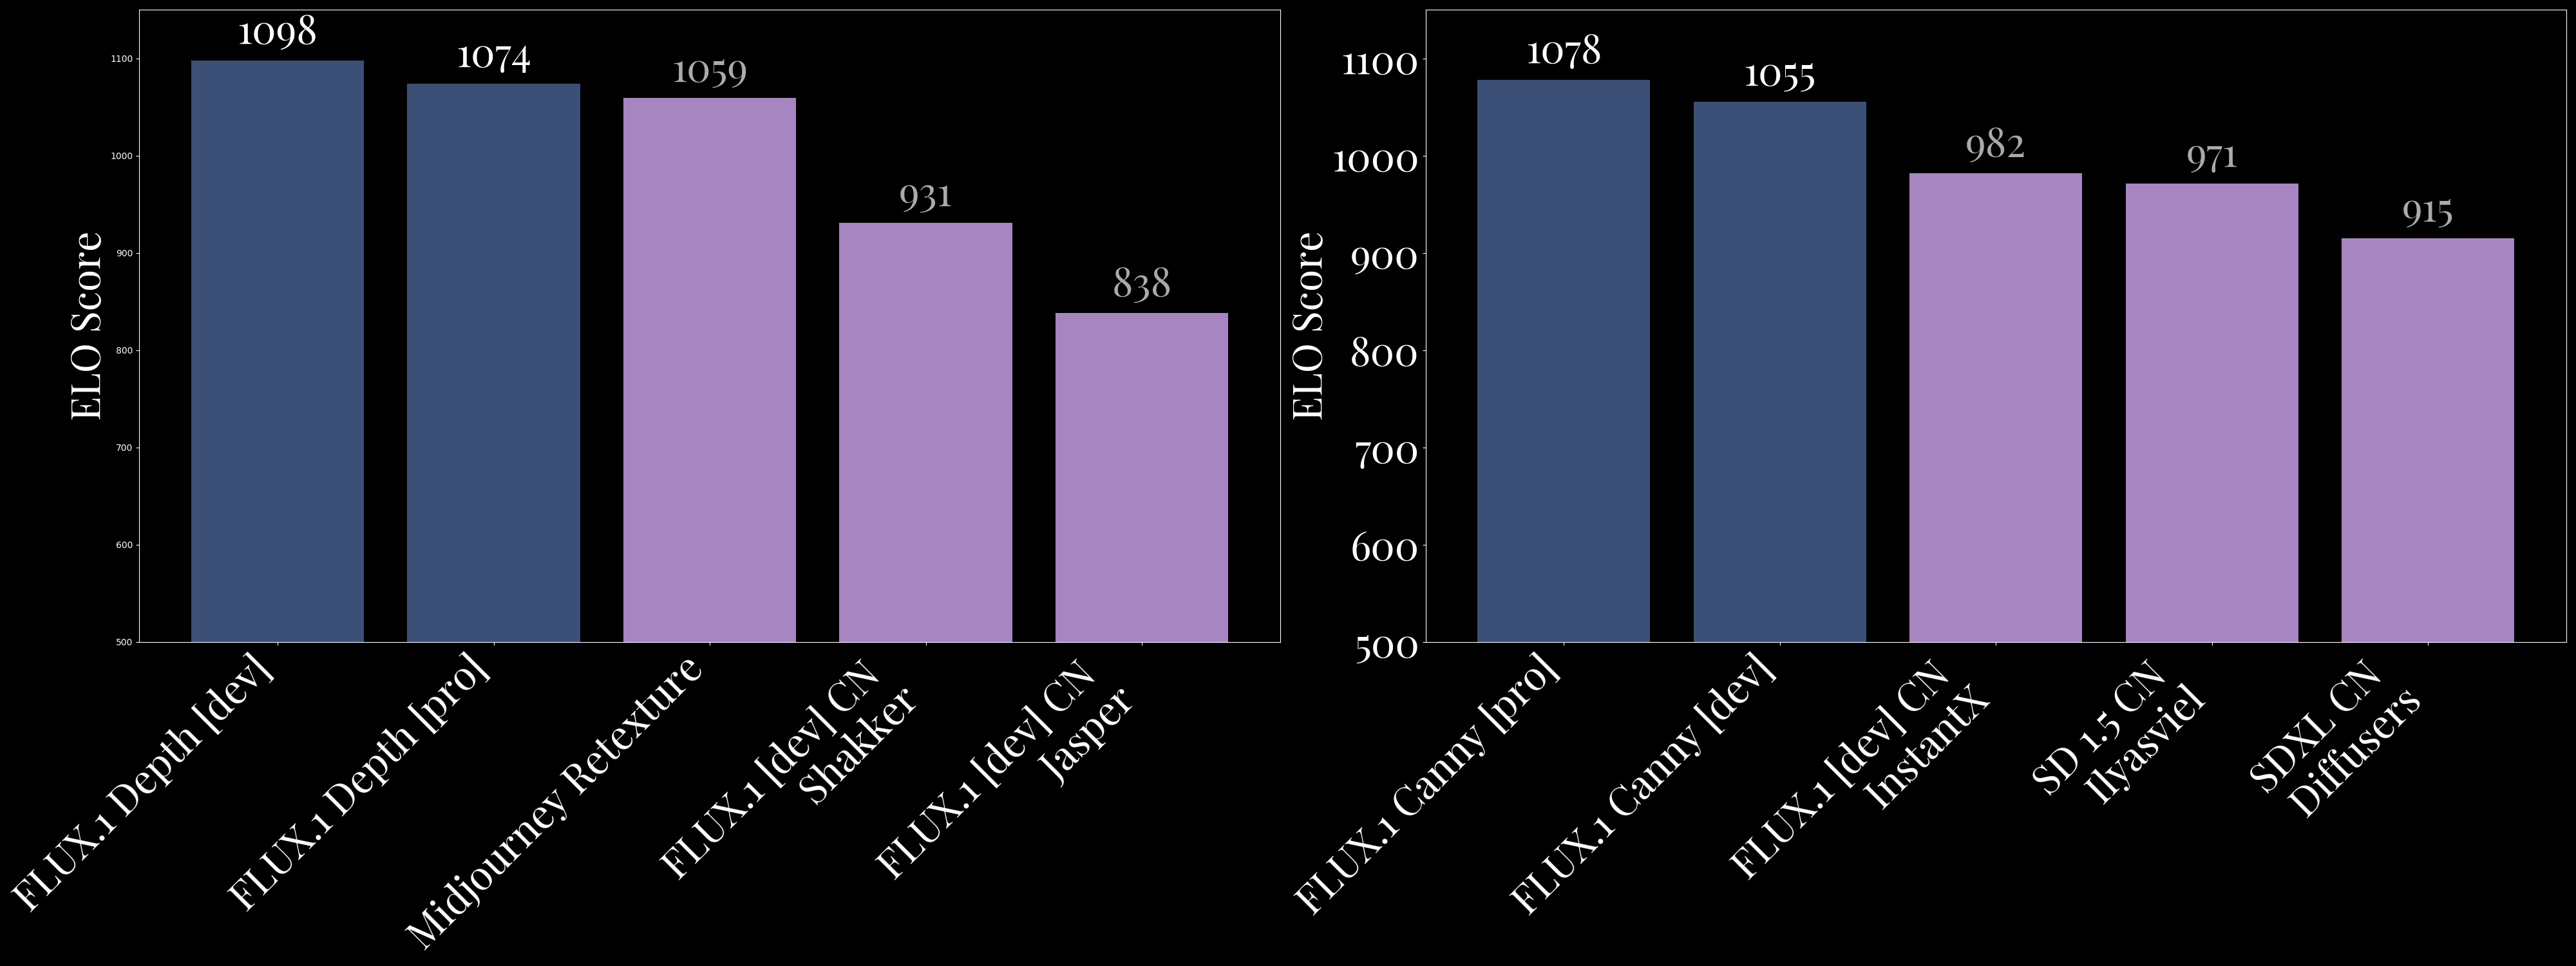 1098
1074
1059
931
838
ELO Score
1100
1000
900
800
700
600
500
FLUX.1 Depth [dev]
FLUX.1 Depth [pro]
Midjourney Retexture
FLUX.1 [dev] CN
Shakker
FLUX.1 [dev] CN
Jasper
1078
1055
982
971
915
ELO Score
1100
1000
900
800
700
600
500
FLUX.1 Canny [pro]
FLUX.1 Canny [dev]
FLUX.1 [dev] CN
InstantX
SD 1.5 CN
Ilyasviel
SDXL CN
Diffusers